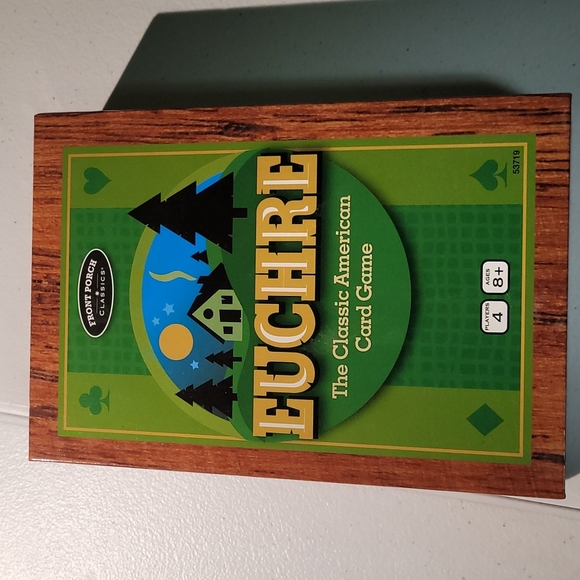 FRONT PORCH
CLASSICS®
EUCHRE
The Classic American
Card Game
PLAYERS
4
AGES
8+
53719